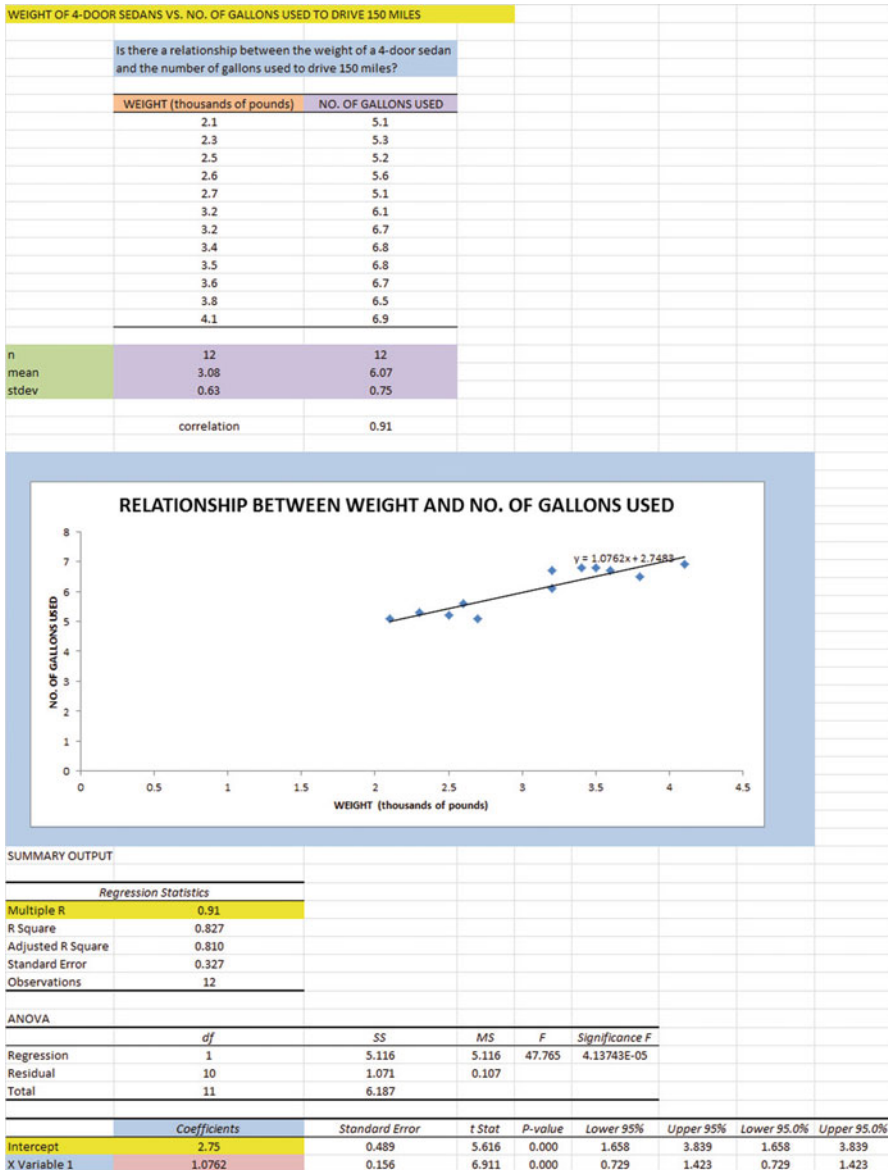 WEIGHT OF 4-DOOR SEDANS VS. NO. OF GALLONS USED TO DRIVE 150 MILES
Is there a relationship between the weight of a 4-door sedan
and the number of gallons used to drive 150 miles?
WEIGHT (thousands of pounds) NO. OF GALLONS USED
2.1 5.1
2.3 5.3
2.5 5.2
2.6 5.6
2.7 5.1
3.2 6.1
3.2 6.7
3.4 6.8
3.5 6.8
3.6 6.7
3.8 6.5
4.1 6.9
n 12 12
mean 3.08 6.07
stdev 0.63 0.75
correlation 0.91
RELATIONSHIP BETWEEN WEIGHT AND NO. OF GALLONS USED
8
7
6
5
4
3
2
1
0
NO. OF GALLONS USED
y = 1.0762x + 2.7483
0 0.5 1 1.5 2 2.5 3 3.5 4 4.5
WEIGHT (thousands of pounds)
SUMMARY OUTPUT
Regression Statistics
Multiple R 0.91
R Square 0.827
Adjusted R Square 0.810
Standard Error 0.327
Observations 12
ANOVA
df SS MS F Significance F
Regression 1 5.116 5.116 47.765 4.13743E-05
Residual 10 1.071 0.107
Total 11 6.187
Coefficients Standard Error t Stat P-value Lower 95% Upper 95% Lower 95.0% Upper 95.0%
Intercept 2.75 0.489 5.616 0.000 1.658 3.839 1.658 3.839
X Variable 1 1.0762 0.156 6.911 0.000 0.729 1.423 0.729 1.423